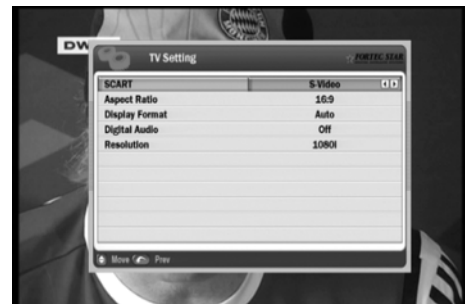 DW
TV Setting
FORTEC STAR
SCART S-Video
Aspect Ratio 16:9
Display Format Auto
Digital Audio Off
Resolution 1080I
Move Prev